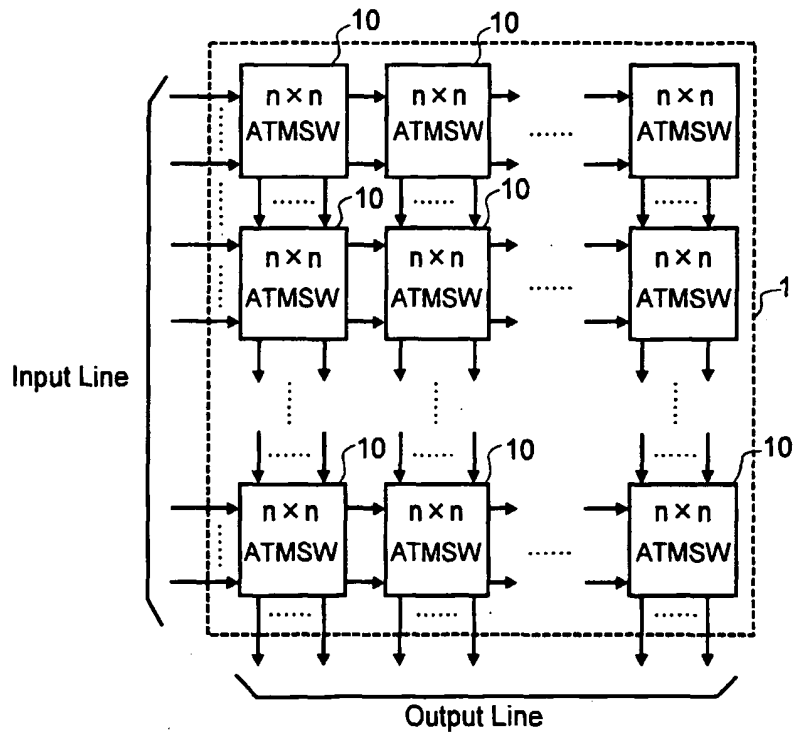 10 10
n×n n×n n×n
ATMSW ATMSW ...... ATMSW
10 10
n×n n×n n×n
ATMSW ATMSW ...... ATMSW
1
Input Line
10 10 10
n×n n×n n×n
ATMSW ATMSW ...... ATMSW
Output Line